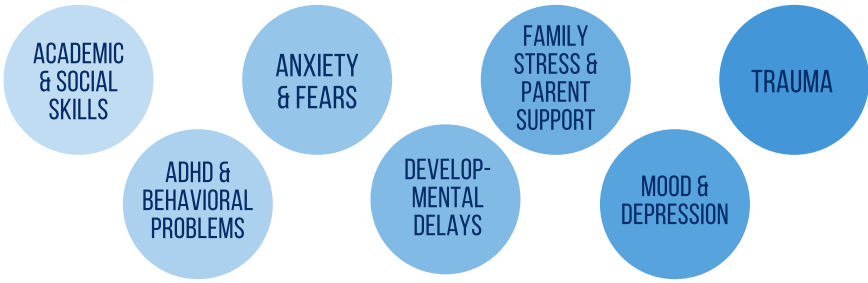 ACADEMIC
& SOCIAL
SKILLS
ADHD &
BEHAVIORAL
PROBLEMS
ANXIETY
& FEARS
DEVELOP-
MENTAL
DELAYS
FAMILY
STRESS &
PARENT
SUPPORT
MOOD &
DEPRESSION
TRAUMA